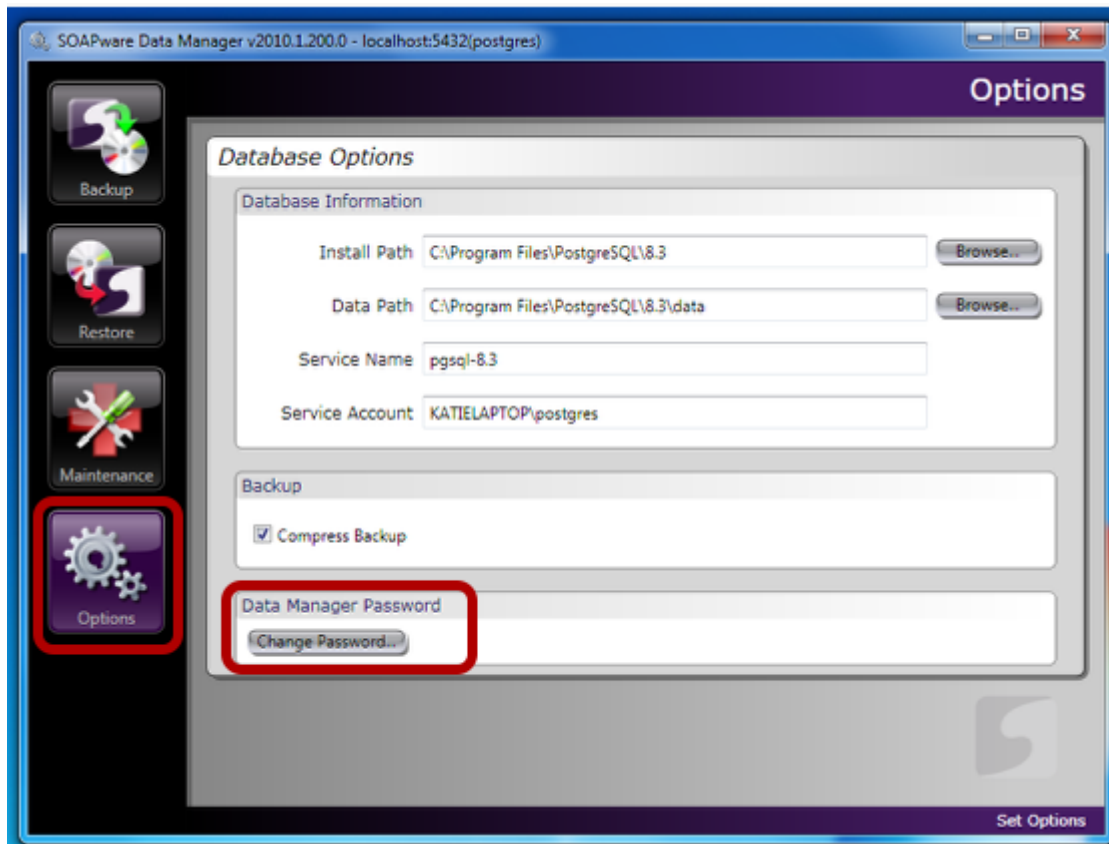 SOAPware Data Manager v2010.1.200.0 - localhost:5432(postgres)
Options
Backup
Restore
Maintenance
Options
Database Options
Database Information
Install Path C:\Program Files\PostgreSQL\8.3 Browse..
Data Path C:\Program Files\PostgreSQL\8.3\data Browse..
Service Name pgsql-8.3
Service Account KATIELAPTOP\postgres
Backup
Compress Backup
Data Manager Password
Change Password..
Set Options